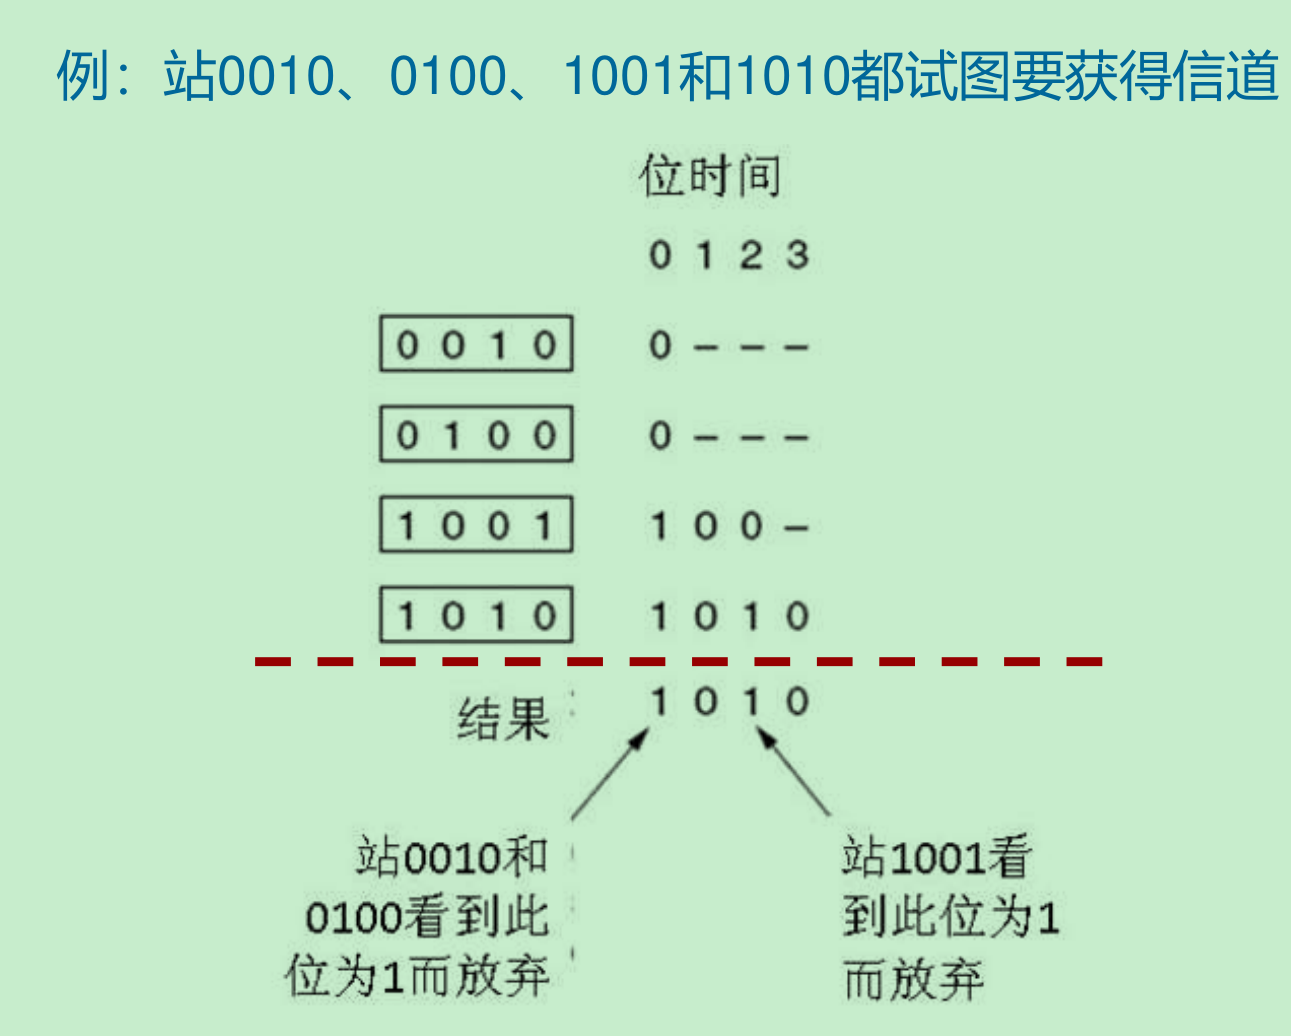 例：站0010、0100、1001和1010都试图要获得信道
位时间
0 1 2 3
0 0 1 0 0 – – –
0 1 0 0 0 – – –
1 0 0 1 1 0 0 –
1 0 1 0 1 0 1 0
结果 1 0 1 0
站0010和
0100看到此
位为1而放弃
站1001看
到此位为1
而放弃